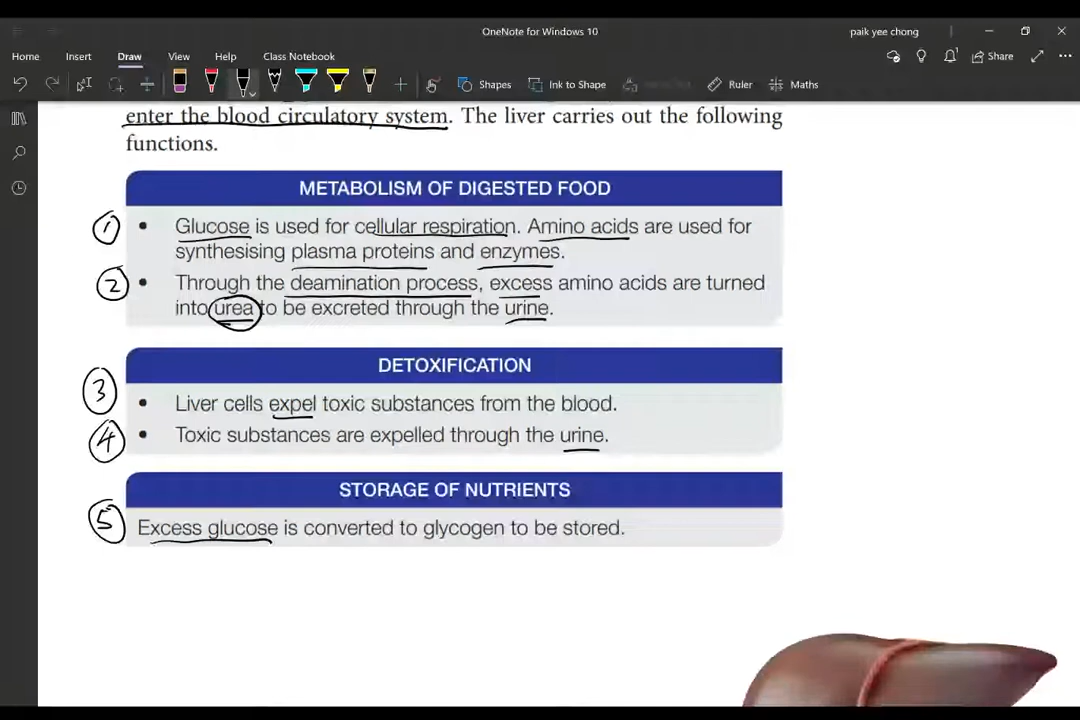 OneNote for Windows 10
paik yee chong
Home Insert Draw View Help Class Notebook
Share
Shapes Ink to Shape Ruler Maths
enter the blood circulatory system. The liver carries out the following
functions.
METABOLISM OF DIGESTED FOOD
① • Glucose is used for cellular respiration. Amino acids are used for
synthesising plasma proteins and enzymes.
② • Through the deamination process, excess amino acids are turned
into urea to be excreted through the urine.
DETOXIFICATION
③ • Liver cells expel toxic substances from the blood.
④ • Toxic substances are expelled through the urine.
STORAGE OF NUTRIENTS
⑤ Excess glucose is converted to glycogen to be stored.